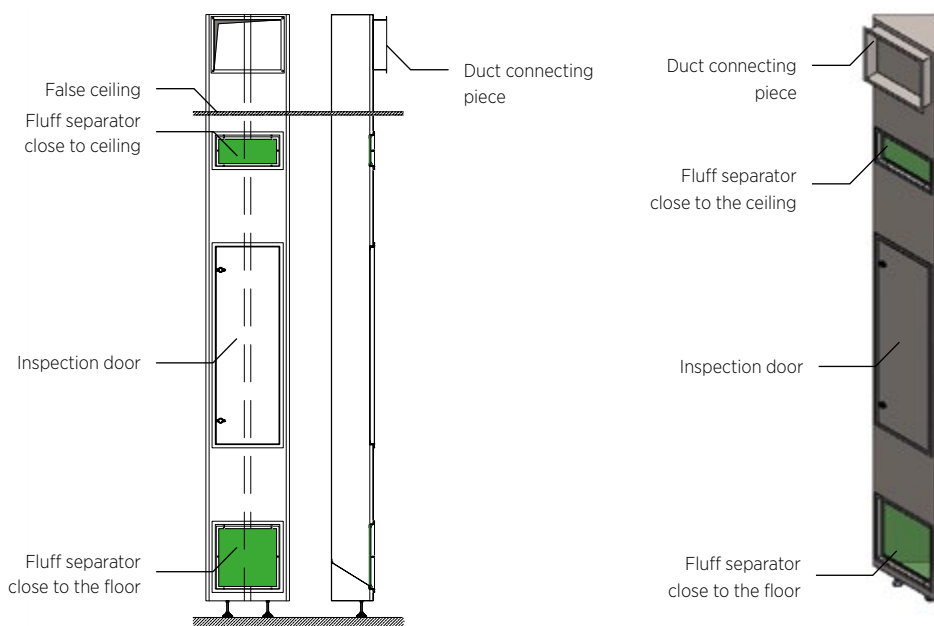 False ceiling
Fluff separator
close to ceiling
Inspection door
Fluff separator
close to the floor
Duct connecting
piece
Duct connecting
piece
Fluff separator
close to the ceiling
Inspection door
Fluff separator
close to the floor